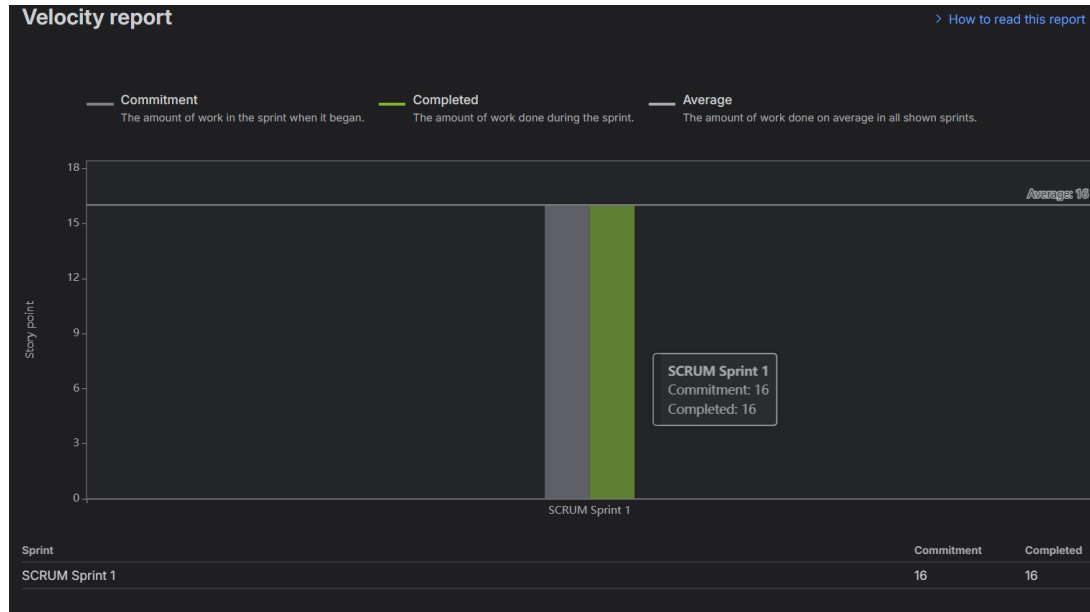 Velocity report
> How to read this report
Commitment
The amount of work in the sprint when it began.
Completed
The amount of work done during the sprint.
Average
The amount of work done on average in all shown sprints.
18
Average: 16
15
12
9
6
3
0
Story point
SCRUM Sprint 1
Commitment: 16
Completed: 16
SCRUM Sprint 1
Sprint Commitment Completed
SCRUM Sprint 1 16 16